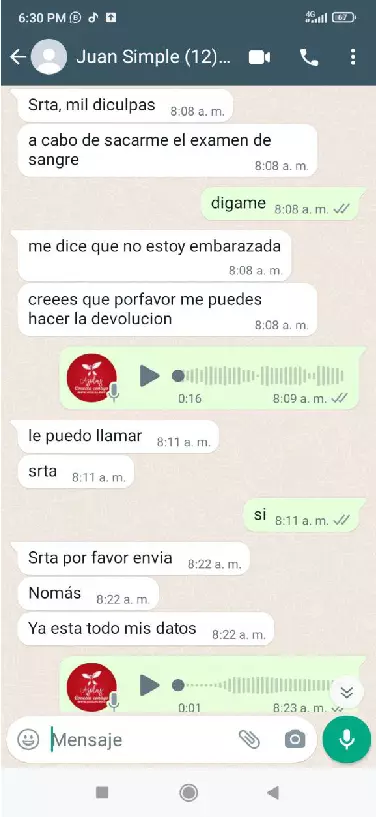 6:30 PM
4G
67
Juan Simple (12)...
Srta, mil diculpas
8:08 a. m.
a cabo de sacarme el examen de
sangre
8:08 a. m.
digame
8:08 a. m.
me dice que no estoy embarazada
8:08 a. m.
creees que porfavor me puedes
hacer la devolucion
8:08 a. m.
0:16
8:09 a. m.
le puedo llamar
8:11 a. m.
srta
8:11 a. m.
si
8:11 a. m.
Srta por favor envia
8:22 a. m.
Nomás
8:22 a. m.
Ya esta todo mis datos
8:22 a. m.
0:01
8:23 a. m.
Mensaje